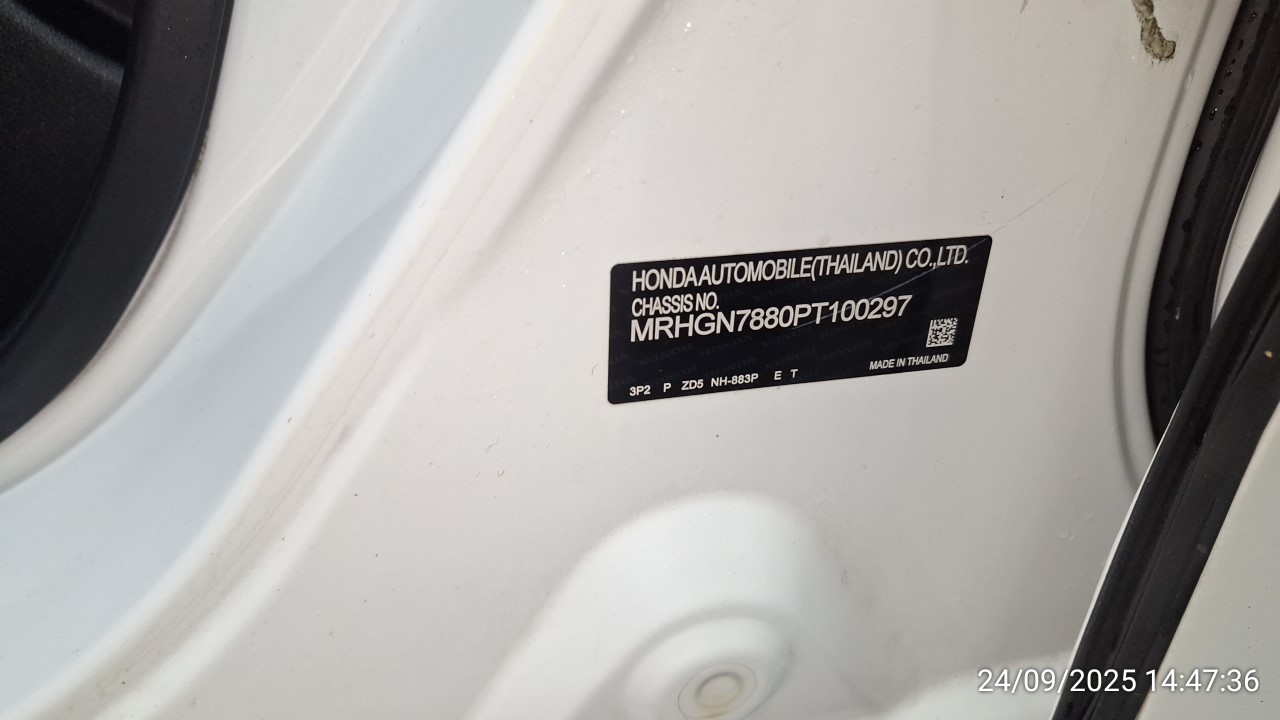 HONDA AUTOMOBILE(THAILAND) CO.,LTD.
CHASSIS NO.
MRHGN7880PT100297
3P2 P ZD5 NH-883P E T
MADE IN THAILAND
24/09/2025 14:47:36